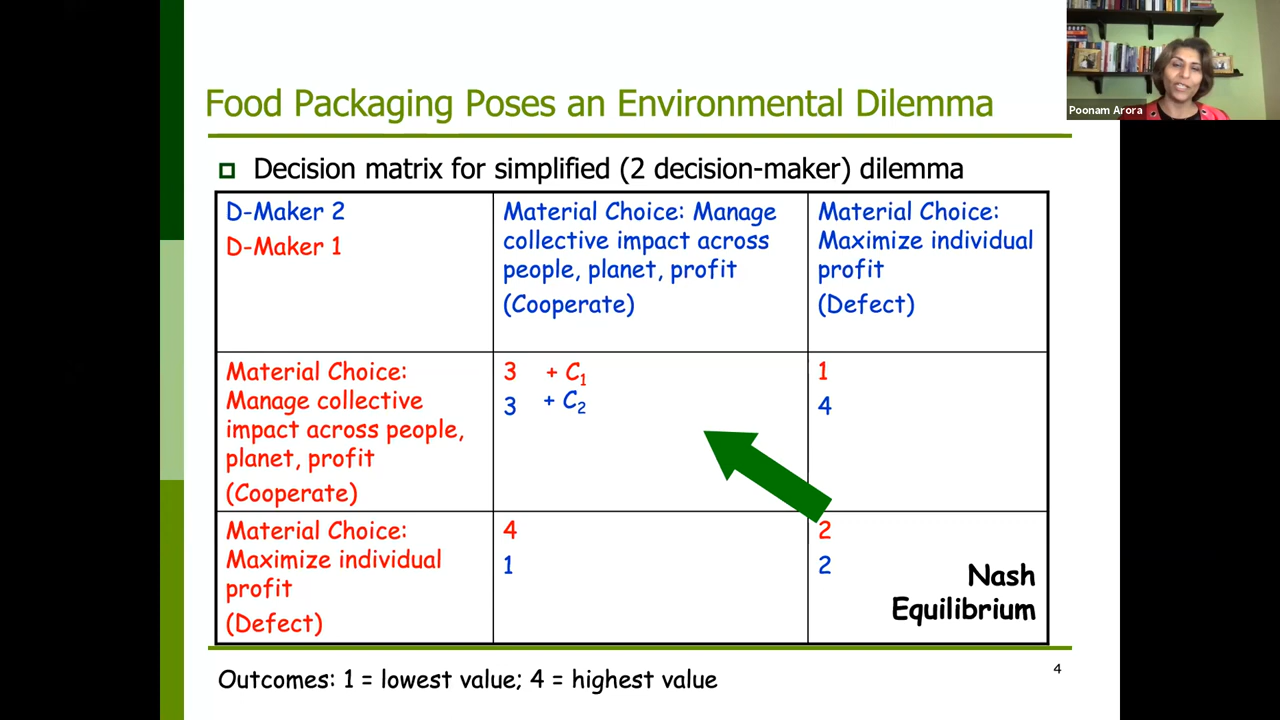 Poonam Arora
Food Packaging Poses an Environmental Dilemma
Decision matrix for simplified (2 decision-maker) dilemma
D-Maker 2
D-Maker 1
Material Choice: Manage
collective impact across
people, planet, profit
(Cooperate)
Material Choice:
Maximize individual
profit
(Defect)
Material Choice:
Manage collective
impact across people,
planet, profit
(Cooperate)
3 + C₁
3 + C₂
1
4
Material Choice:
Maximize individual
profit
(Defect)
4
1
2
2
Nash
Equilibrium
Outcomes: 1 = lowest value; 4 = highest value
4